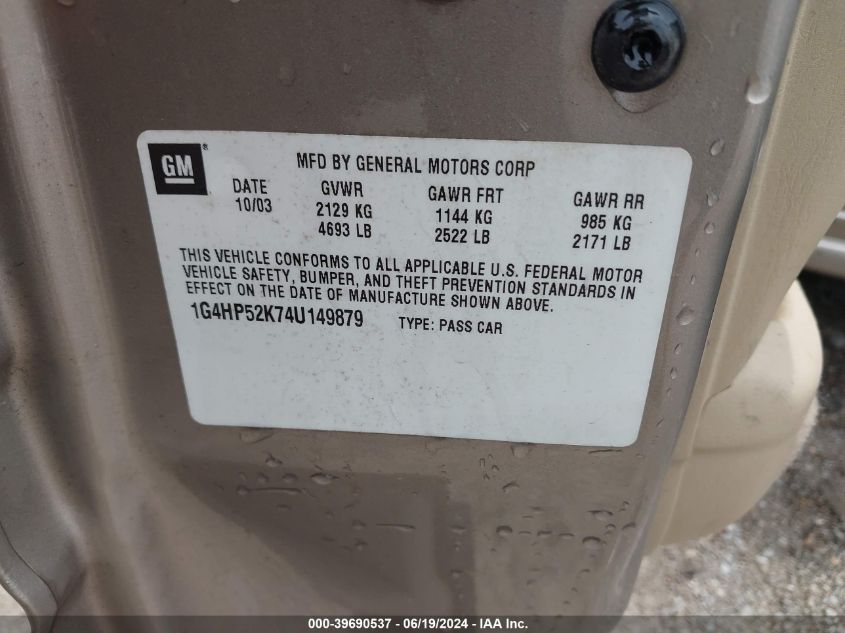 GM ®
MFD BY GENERAL MOTORS CORP
DATE GVWR GAWR FRT GAWR RR
10/03 2129 KG 1144 KG 985 KG
4693 LB 2522 LB 2171 LB
THIS VEHICLE CONFORMS TO ALL APPLICABLE U.S. FEDERAL MOTOR
VEHICLE SAFETY, BUMPER, AND THEFT PREVENTION STANDARDS IN
EFFECT ON THE DATE OF MANUFACTURE SHOWN ABOVE.
1G4HP52K74U149879 TYPE: PASS CAR
000-39690537 - 06/19/2024 - IAA Inc.